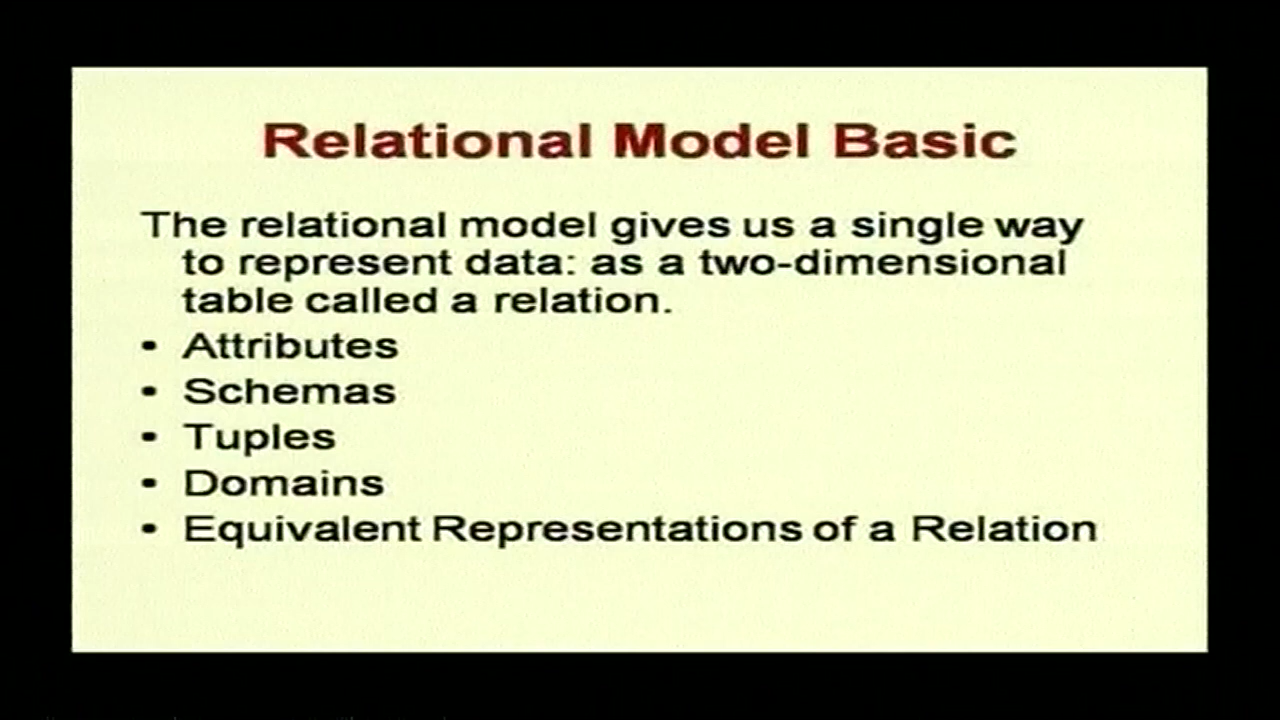 Relational Model Basic
The relational model gives us a single way
to represent data: as a two-dimensional
table called a relation.
• Attributes
• Schemas
• Tuples
• Domains
• Equivalent Representations of a Relation